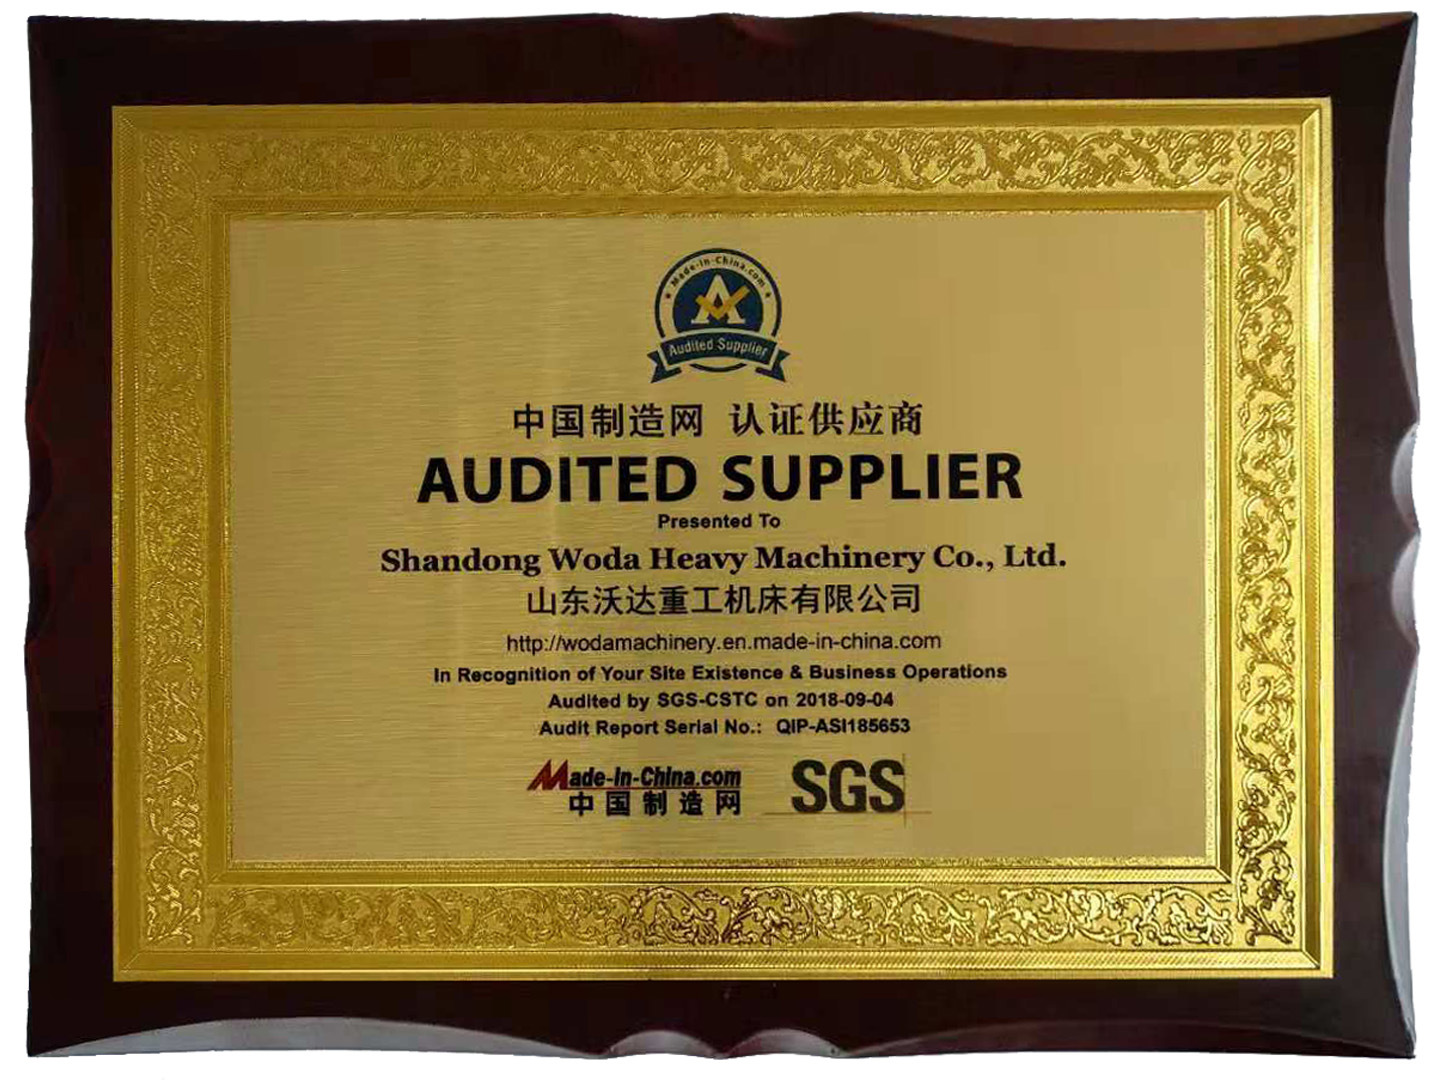 Made-in-China.com
A
Audited Supplier
中国制造网 认证供应商
AUDITED SUPPLIER
Presented To
Shandong Woda Heavy Machinery Co., Ltd.
山东沃达重工机床有限公司
http://wodamachinery.en.made-in-china.com
In Recognition of Your Site Existence & Business Operations
Audited by SGS-CSTC on 2018-09-04
Audit Report Serial No.: QIP-ASI185653
Made-in-China.com
中国制造网
SGS